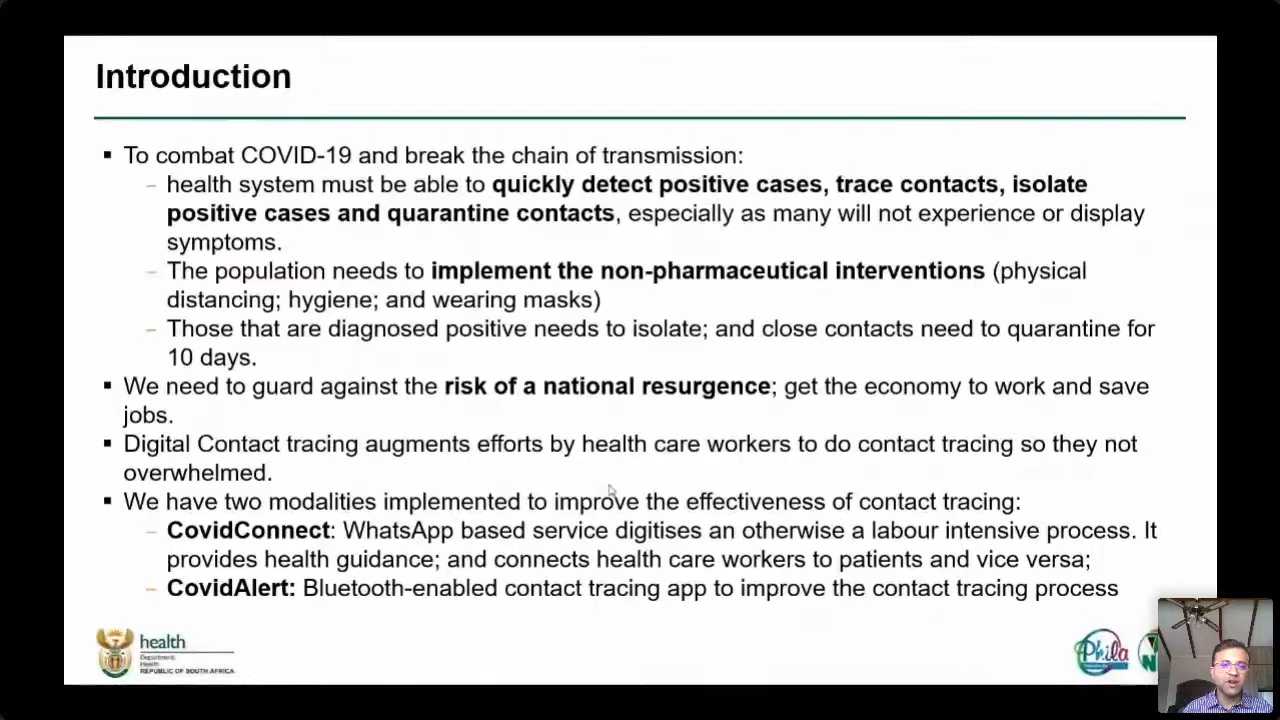 Introduction
▪ To combat COVID-19 and break the chain of transmission:
– health system must be able to quickly detect positive cases, trace contacts, isolate
positive cases and quarantine contacts, especially as many will not experience or display
symptoms.
– The population needs to implement the non-pharmaceutical interventions (physical
distancing; hygiene; and wearing masks)
– Those that are diagnosed positive needs to isolate; and close contacts need to quarantine for
10 days.
▪ We need to guard against the risk of a national resurgence; get the economy to work and save
jobs.
▪ Digital Contact tracing augments efforts by health care workers to do contact tracing so they not
overwhelmed.
▪ We have two modalities implemented to improve the effectiveness of contact tracing:
– CovidConnect: WhatsApp based service digitises an otherwise a labour intensive process. It
provides health guidance; and connects health care workers to patients and vice versa;
– CovidAlert: Bluetooth-enabled contact tracing app to improve the contact tracing process
health
Department:
Health
REPUBLIC OF SOUTH AFRICA
Phila
N